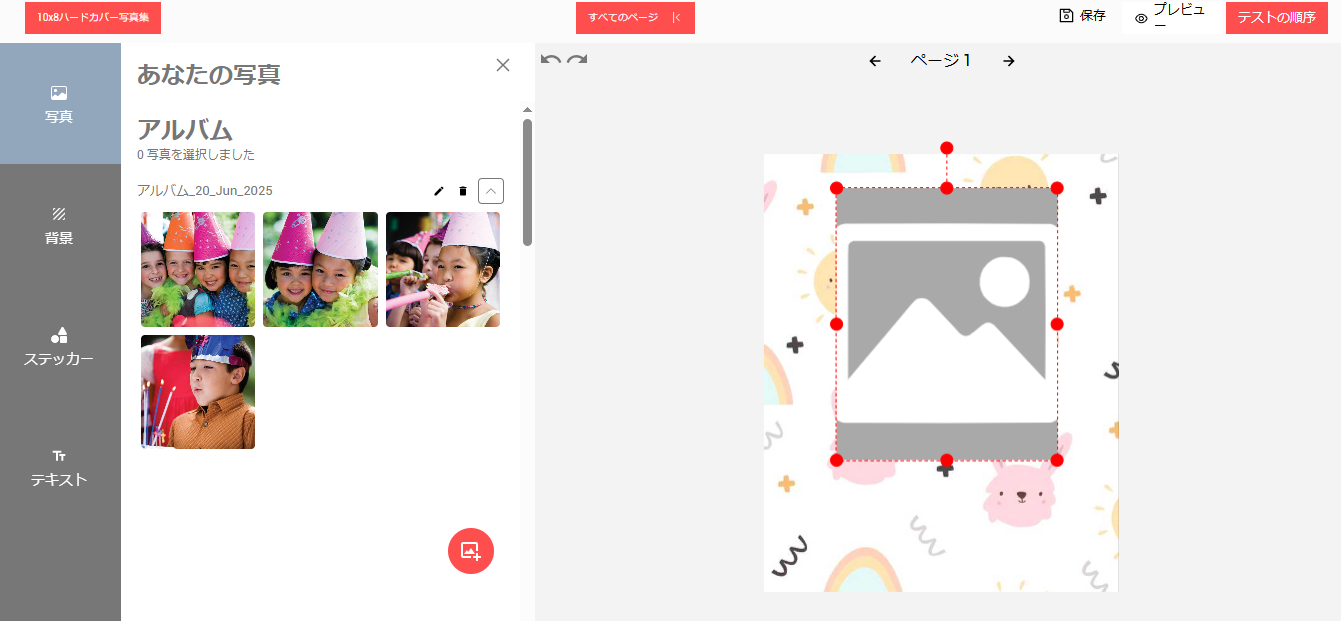 10x8ハードカバー写真集
すべてのページ
保存
プレビュ
ー
テストの順序
写真
背景
ステッカー
テキスト
あなたの写真
アルバム
0 写真を選択しました
アルバム_20_Jun_2025
ページ 1